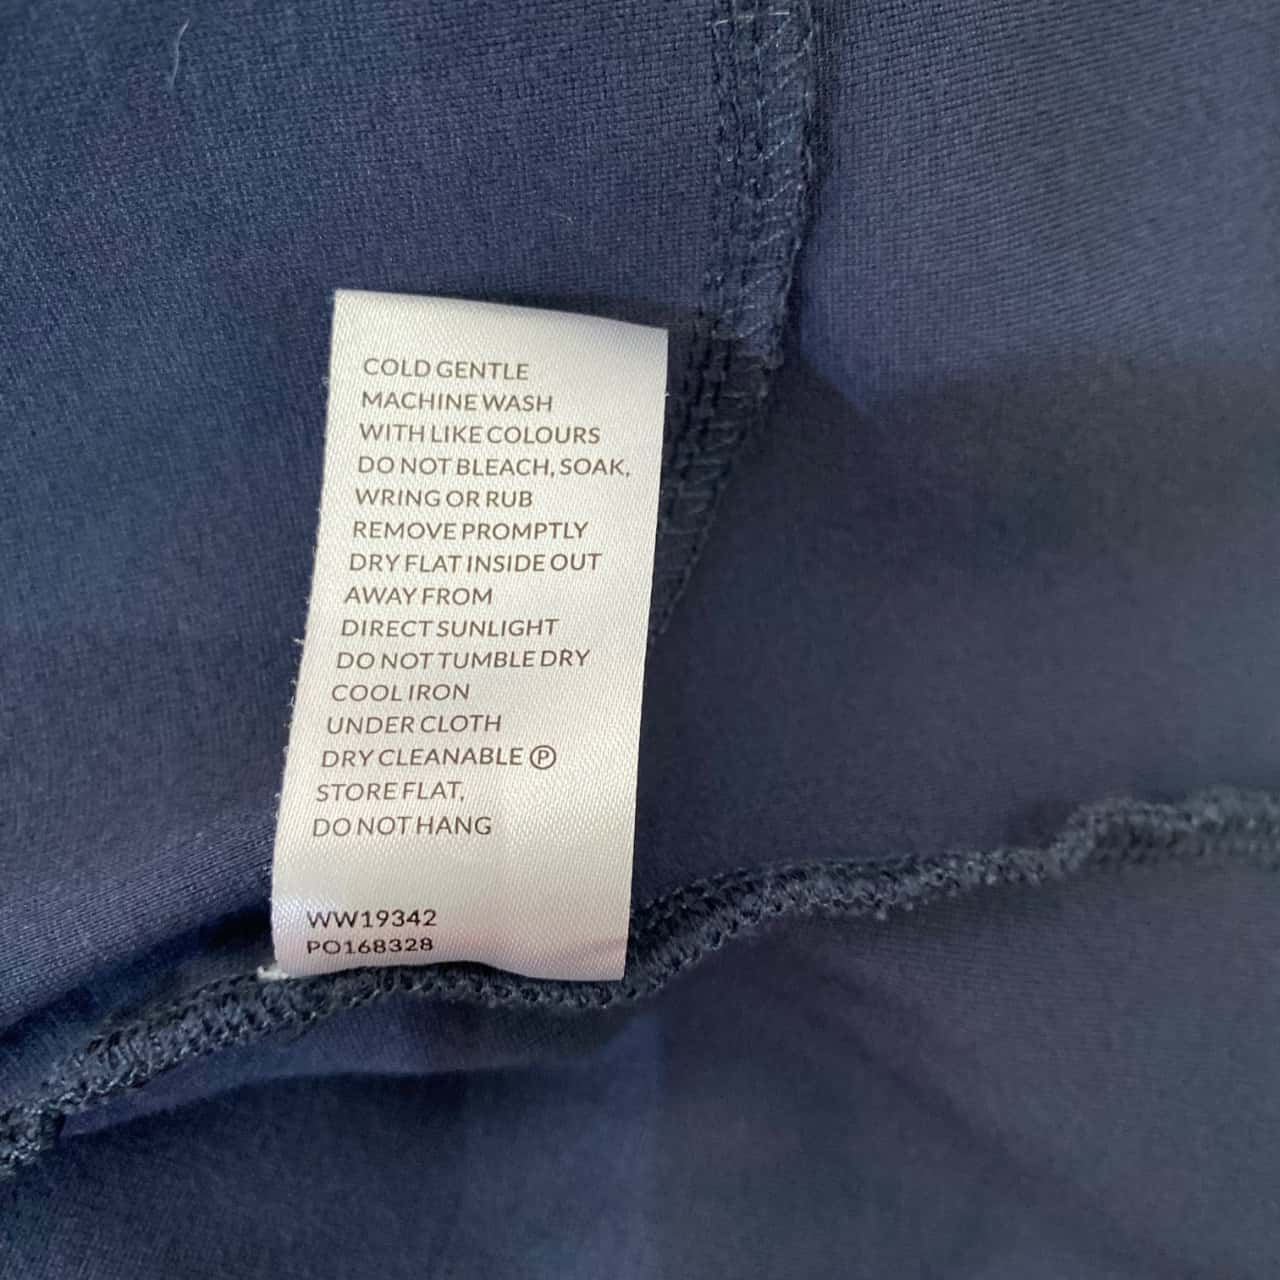 COLD GENTLE
MACHINE WASH
WITH LIKE COLOURS
DO NOT BLEACH, SOAK,
WRING OR RUB
REMOVE PROMPTLY
DRY FLAT INSIDE OUT
AWAY FROM
DIRECT SUNLIGHT
DO NOT TUMBLE DRY
COOL IRON
UNDER CLOTH
DRY CLEANABLE Ⓟ
STORE FLAT,
DO NOT HANG
WW19342
PO168328